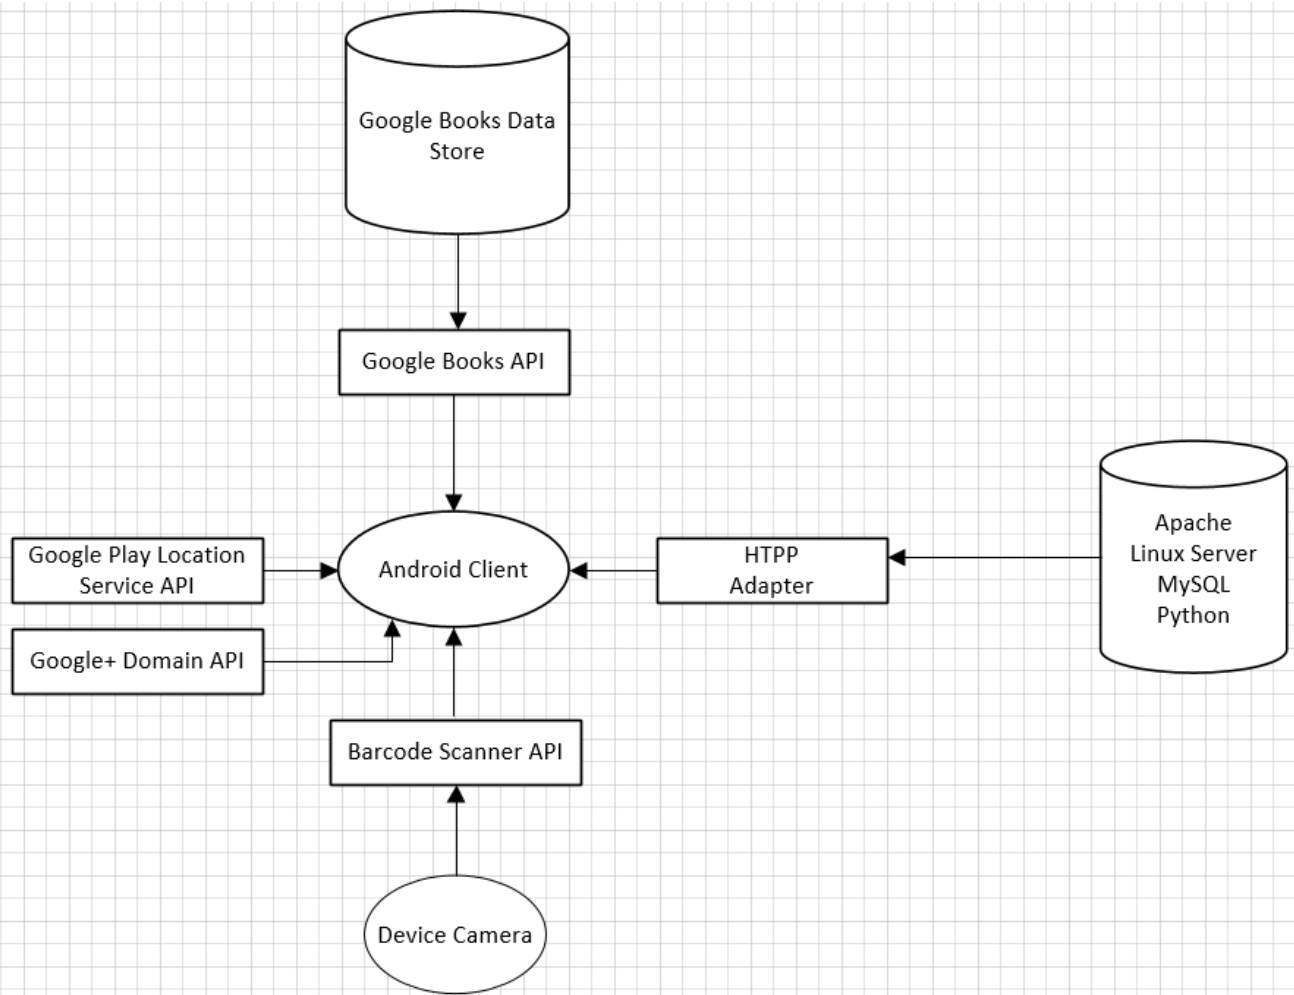 Google Books Data
Store
Google Books API
Google Play Location
Service API
Android Client
HTPP
Adapter
Apache
Linux Server
MySQL
Python
Google+ Domain API
Barcode Scanner API
Device Camera